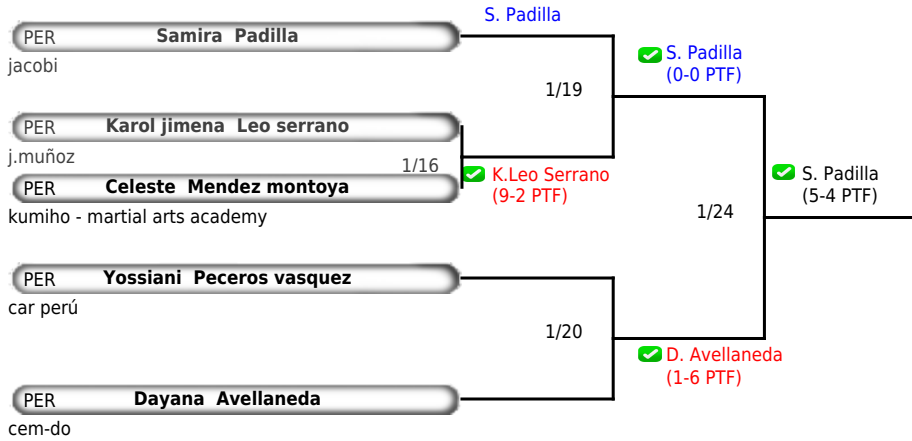 S. Padilla
PER Samira Padilla
jacobi
S. Padilla
(0-0 PTF)
1/19
PER Karol jimena Leo serrano
j.muñoz
1/16
K.Leo Serrano
(9-2 PTF)
PER Celeste Mendez montoya
kumiho - martial arts academy
S. Padilla
(5-4 PTF)
1/24
PER Yossiani Peceros vasquez
car perú
1/20
D. Avellaneda
(1-6 PTF)
PER Dayana Avellaneda
cem-do